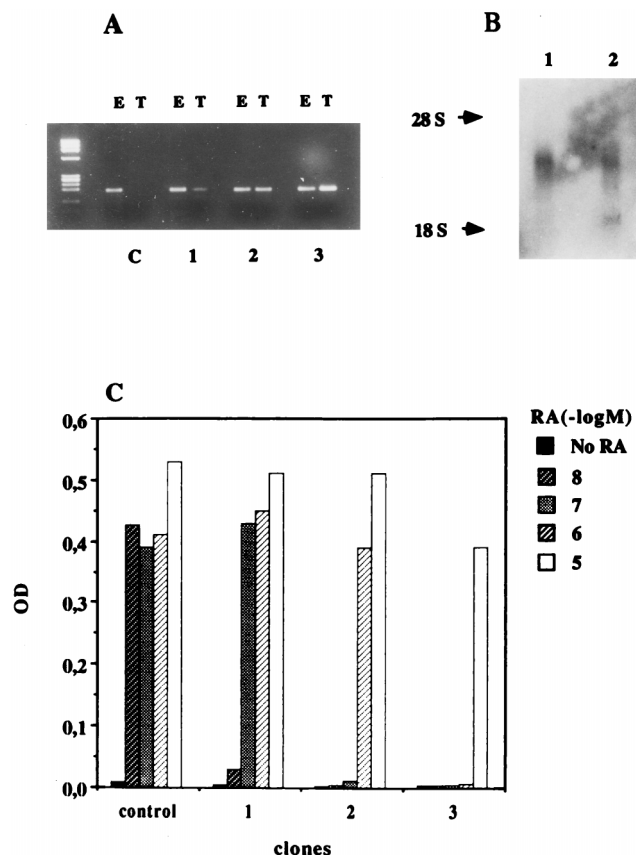 A
E T E T E T E T
C 1 2 3
B
1 2
28 S
18 S
C
0,6
0,5
0,4
0,3
0,2
0,1
0,0
OD
control 1 2 3
clones
RA(-logM)
No RA
8
7
6
5